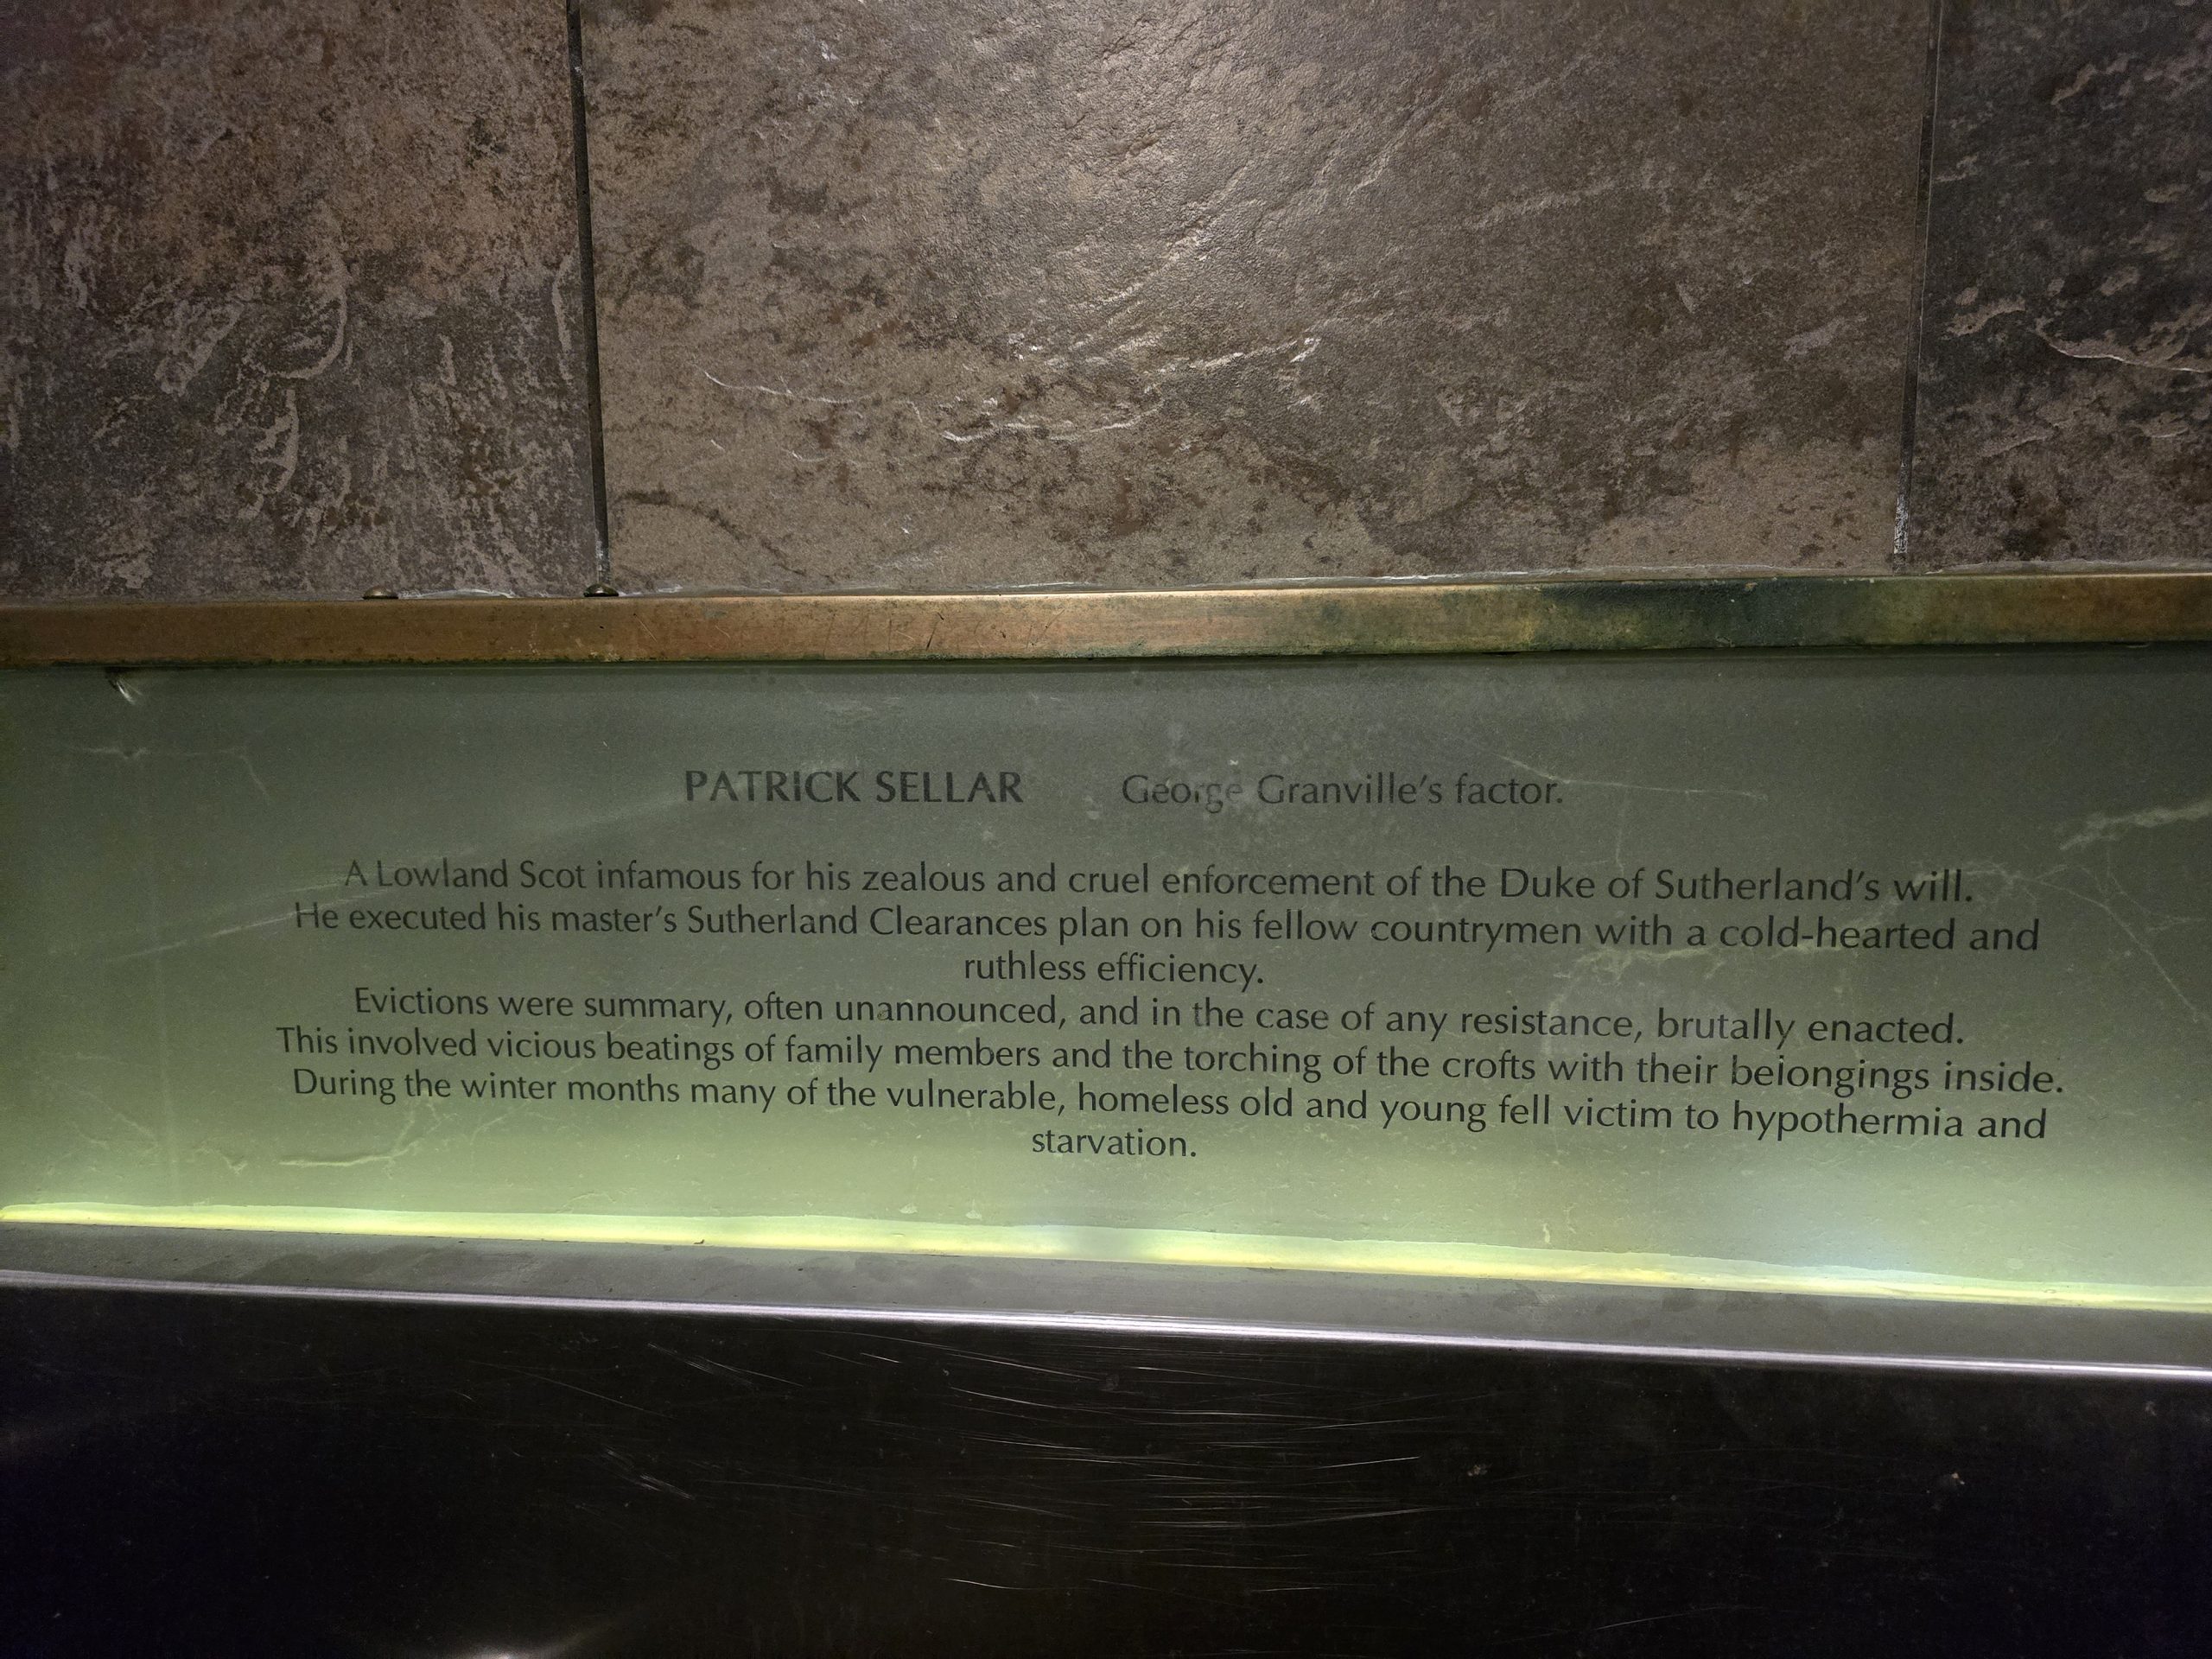 PATRICK SELLAR George Granville's factor.
A Lowland Scot infamous for his zealous and cruel enforcement of the Duke of Sutherland's will.
He executed his master's Sutherland Clearances plan on his fellow countrymen with a cold-hearted and
ruthless efficiency.
Evictions were summary, often unannounced, and in the case of any resistance, brutally enacted.
This involved vicious beatings of family members and the torching of the crofts with their belongings inside.
During the winter months many of the vulnerable, homeless old and young fell victim to hypothermia and
starvation.